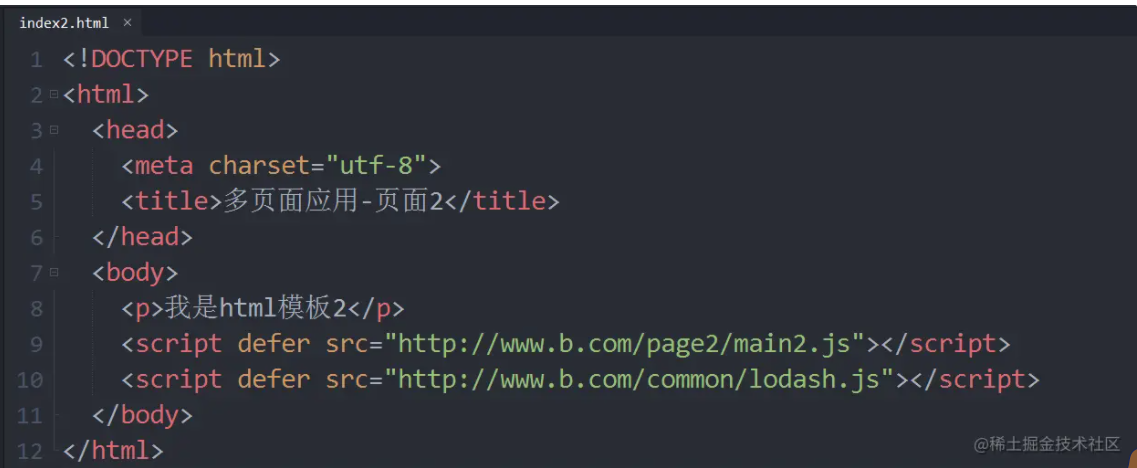 index2.html ×
1 <!DOCTYPE html>
2 <html>
3 <head>
4 <meta charset="utf-8">
5 <title>多页面应用-页面2</title>
6 </head>
7 <body>
8 <p>我是html模板2</p>
9 <script defer src="http://www.b.com/page2/main2.js"></script>
10 <script defer src="http://www.b.com/common/lodash.js"></script>
11 </body>
12 </html>
@稀土掘金技术社区